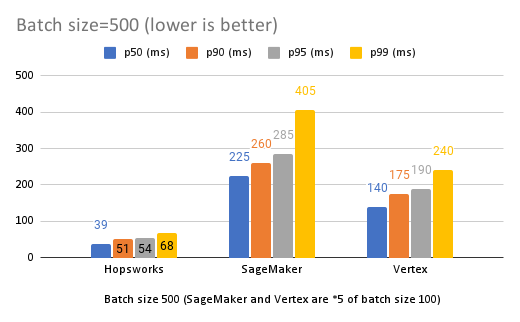 Batch size=500 (lower is better)
p50 (ms) p90 (ms) p95 (ms) p99 (ms)
500
400
300
200
100
0
39 51 54 68
225 260 285 405
140 175 190 240
Hopsworks SageMaker Vertex
Batch size 500 (SageMaker and Vertex are *5 of batch size 100)